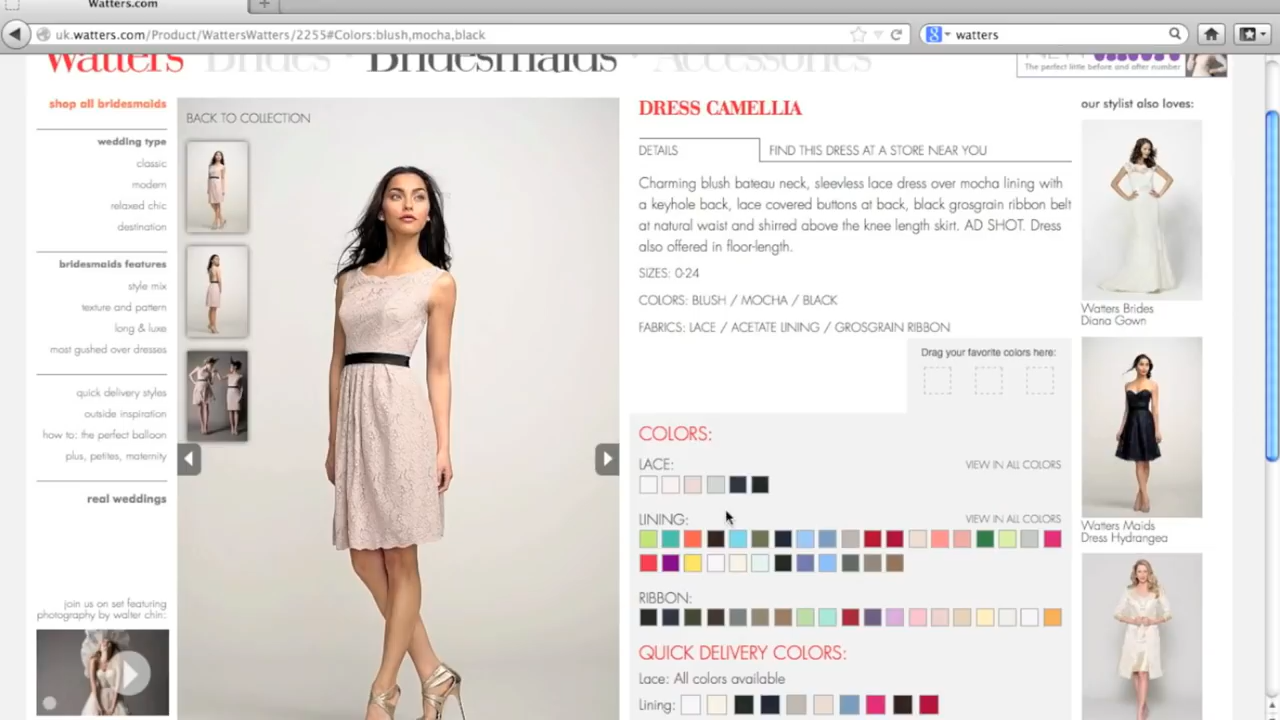 Watters.com
uk.watters.com/Product/WattersWatters/2255#Colors:blush,mocha,black
watters
Watters Brides · Bridesmaids · Accessories
The perfect little before and after number
shop all bridesmaids
wedding type
classic
modern
relaxed chic
destination
bridesmaids features
style mix
texture and pattern
long & luxe
most gushed over dresses
quick delivery styles
outside inspiration
how to: the perfect balloon
plus, petites, maternity
real weddings
join us on set featuring
photography by walter chin:
BACK TO COLLECTION
DRESS CAMELLIA
DETAILS
FIND THIS DRESS AT A STORE NEAR YOU
Charming blush bateau neck, sleevless lace dress over mocha lining with
a keyhole back, lace covered buttons at back, black grosgrain ribbon belt
at natural waist and shirred above the knee length skirt. AD SHOT. Dress
also offered in floor-length.
SIZES: 0-24
COLORS: BLUSH / MOCHA / BLACK
FABRICS: LACE / ACETATE LINING / GROSGRAIN RIBBON
Drag your favorite colors here:
COLORS:
LACE:
VIEW IN ALL COLORS
LINING:
VIEW IN ALL COLORS
RIBBON:
QUICK DELIVERY COLORS:
Lace: All colors available
Lining:
our stylist also loves:
Watters Brides
Diana Gown
Watters Maids
Dress Hydrangea